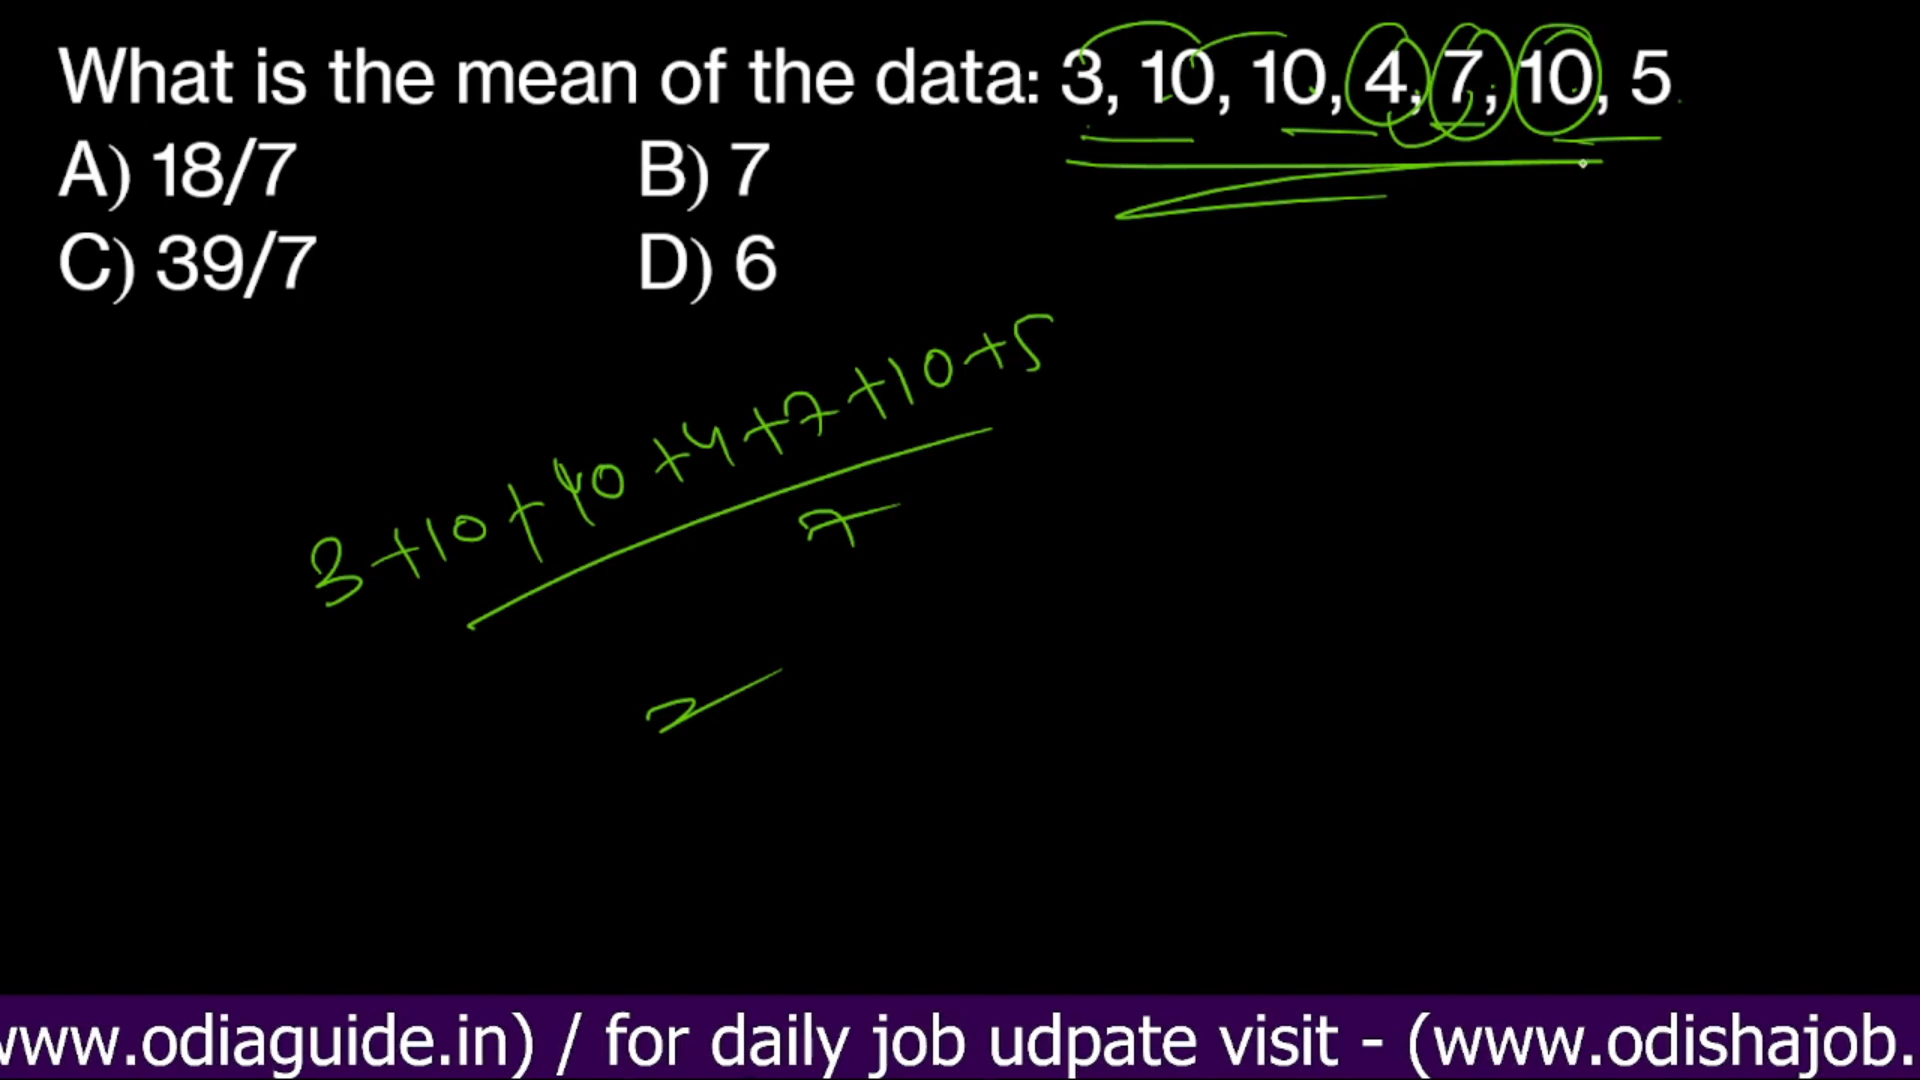 What is the mean of the data: 3, 10, 10, 4, 7, 10, 5
A) 18/7 B) 7
C) 39/7 D) 6
3+10+10+4+7+10+5
7
www.odiaguide.in) / for daily job udpate visit - (www.odishajob.